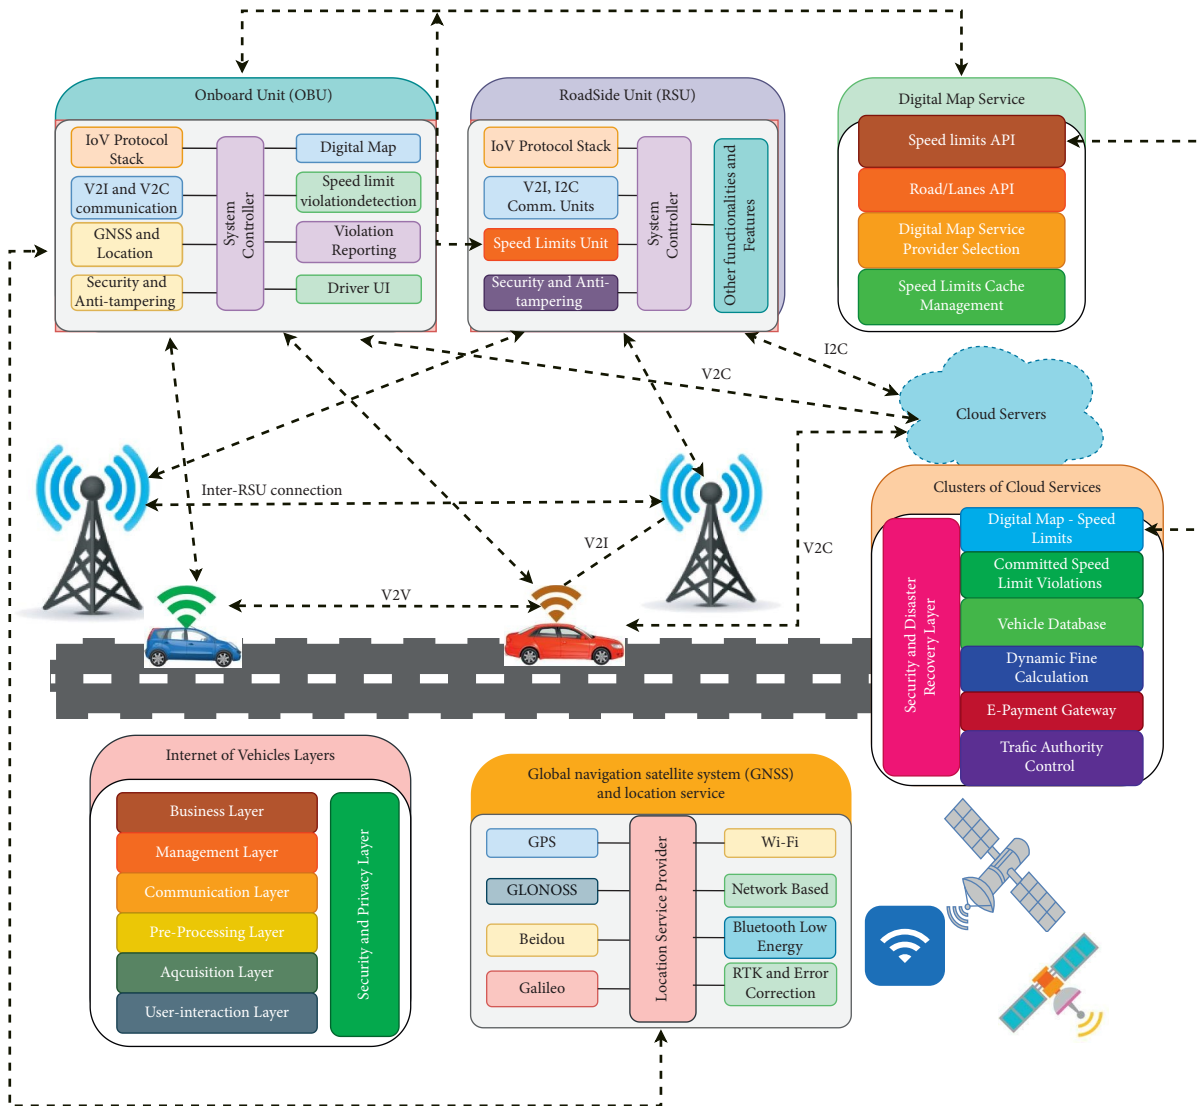 Onboard Unit (OBU)
IoV Protocol
Stack
V2I and V2C
communication
GNSS and
Location
Security and
Anti-tampering
System
Controller
Digital Map
Speed limit
violationdetection
Violation
Reporting
Driver UI
RoadSide Unit (RSU)
IoV Protocol Stack
V2I, I2C
Comm. Units
Speed Limits Unit
Security and Anti-
tampering
System
Controller
Other functionalities and
Features
Digital Map Service
Speed limits API
Road/Lanes API
Digital Map Service
Provider Selection
Speed Limits Cache
Management
I2C
V2C
Cloud Servers
Inter-RSU connection
V2I
V2C
V2V
Clusters of Cloud Services
Security and Disaster
Recovery Layer
Digital Map - Speed
Limits
Committed Speed
Limit Violations
Vehicle Database
Dynamic Fine
Calculation
E-Payment Gateway
Trafic Authority
Control
Internet of Vehicles Layers
Business Layer
Management Layer
Communication Layer
Pre-Processing Layer
Aqcuisition Layer
User-interaction Layer
Security and Privacy Layer
Global navigation satellite system (GNSS)
and location service
GPS
GLONOSS
Beidou
Galileo
Location Service Provider
Wi-Fi
Network Based
Bluetooth Low
Energy
RTK and Error
Correction